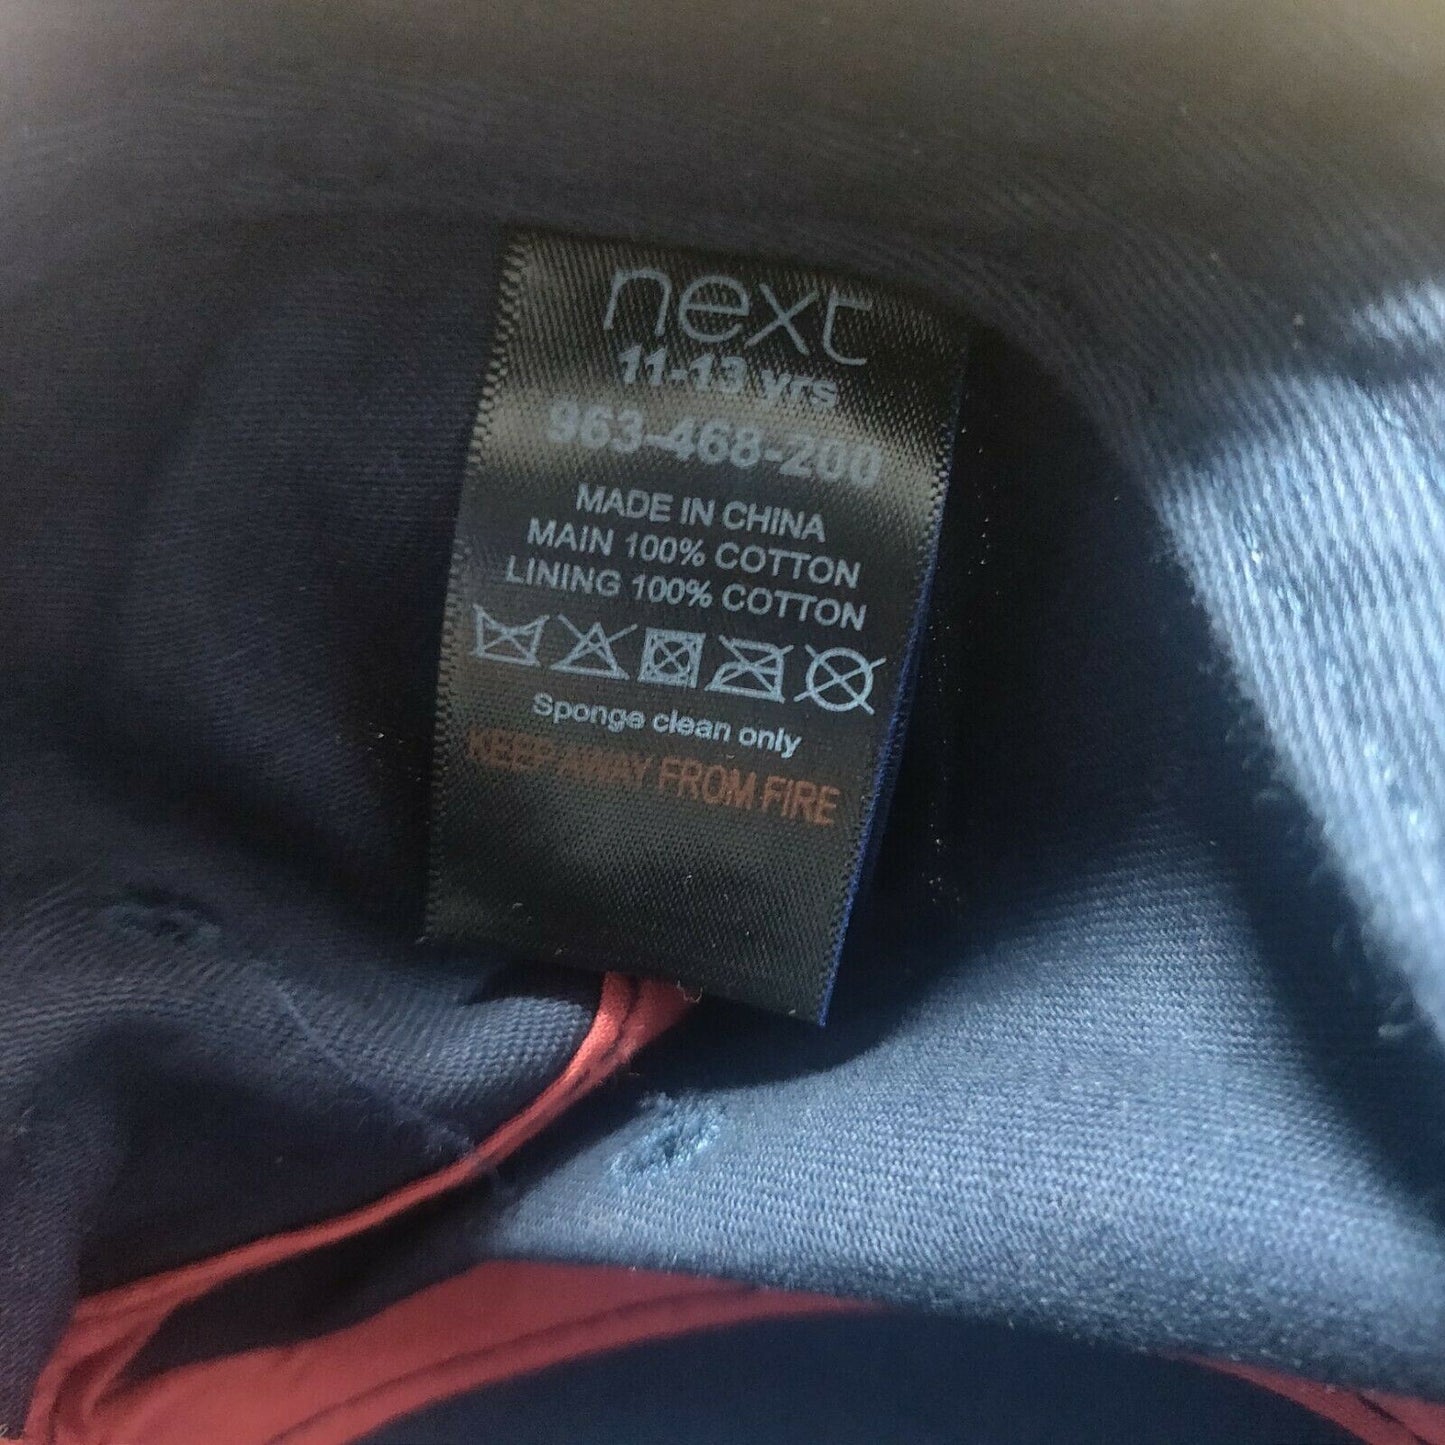 next
11-13 yrs
963-468-200
MADE IN CHINA
MAIN 100% COTTON
LINING 100% COTTON
Sponge clean only
KEEP AWAY FROM FIRE